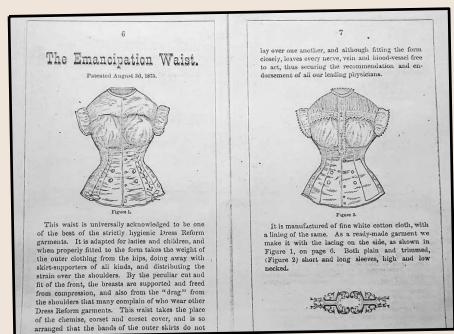 6
The Emancipation Waist.
Patented August 3d, 1875.
Figure 1.
This waist is universally acknowledged to be one
of the best of the strictly hygienic Dress Reform
garments. It is adapted for ladies and children, and
when properly fitted to the form takes the weight of
the outer clothing from the hips, doing away with
skirt-supporters of all kinds, and distributing the
strain over the shoulders. By the peculiar cut and
fit of the front, the breasts are supported and freed
from compression, and also from the "drag" from
the shoulders that many complain of who wear other
Dress Reform garments. This waist takes the place
of the chemise, corset and corset cover, and is so
arranged that the bands of the outer skirts do not
7
lay over one another, and although fitting the form
closely, leaves every nerve, vein and blood-vessel free
to act, thus securing the recommendation and en-
dorsement of all our leading physicians.
Figure 2.
It is manufactured of fine white cotton cloth, with
a lining of the same. As a ready-made garment we
make it with the lacing on the side, as shown in
Figure 1, on page 6. Both plain and trimmed,
(Figure 2) short and long sleeves, high and low
necked.